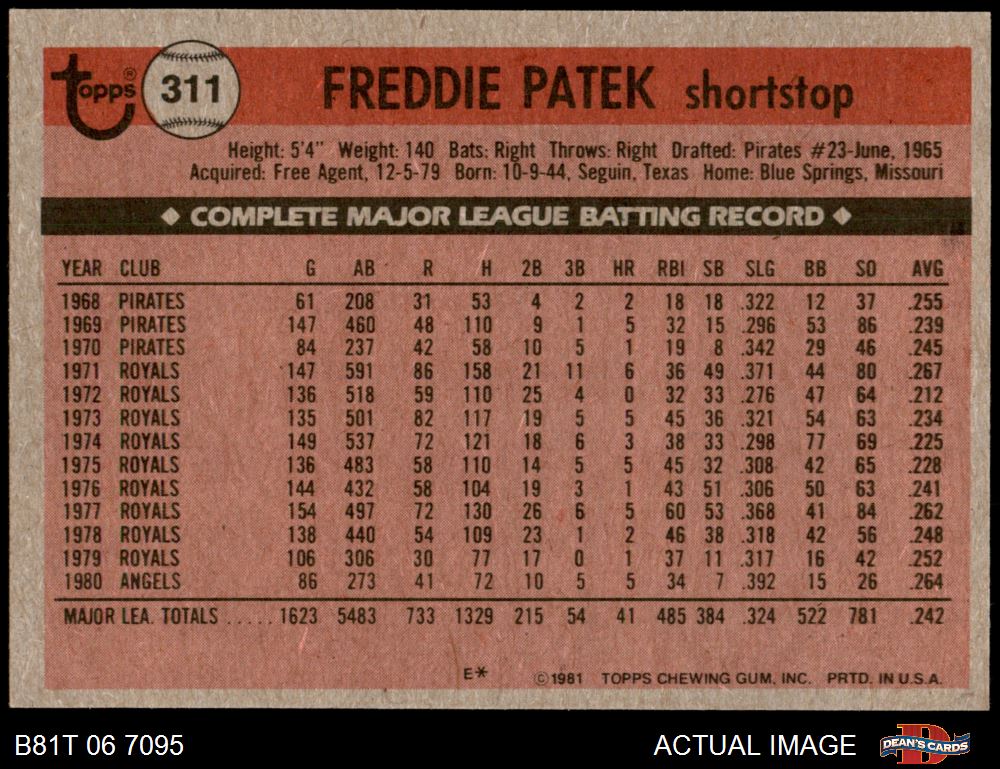 topps® 311 FREDDIE PATEK shortstop
Height: 5'4" Weight: 140 Bats: Right Throws: Right Drafted: Pirates #23-June, 1965
Acquired: Free Agent, 12-5-79 Born: 10-9-44, Seguin, Texas Home: Blue Springs, Missouri
◆ COMPLETE MAJOR LEAGUE BATTING RECORD ◆
YEAR CLUB G AB R H 2B 3B HR RBI SB SLG BB SO AVG
1968 PIRATES 61 208 31 53 4 2 2 18 18 .322 12 37 .255
1969 PIRATES 147 460 48 110 9 1 5 32 15 .296 53 86 .239
1970 PIRATES 84 237 42 58 10 5 1 19 8 .342 29 46 .245
1971 ROYALS 147 591 86 158 21 11 6 36 49 .371 44 80 .267
1972 ROYALS 136 518 59 110 25 4 0 32 33 .276 47 64 .212
1973 ROYALS 135 501 82 117 19 5 5 45 36 .321 54 63 .234
1974 ROYALS 149 537 72 121 18 6 3 38 33 .298 77 69 .225
1975 ROYALS 136 483 58 110 14 5 5 45 32 .308 42 65 .228
1976 ROYALS 144 432 58 104 19 3 1 43 51 .306 50 63 .241
1977 ROYALS 154 497 72 130 26 6 5 60 53 .368 41 84 .262
1978 ROYALS 138 440 54 109 23 1 2 46 38 .318 42 56 .248
1979 ROYALS 106 306 30 77 17 0 1 37 11 .317 16 42 .252
1980 ANGELS 86 273 41 72 10 5 5 34 7 .392 15 26 .264
MAJOR LEA. TOTALS ..... 1623 5483 733 1329 215 54 41 485 384 .324 522 781 .242
E* ©1981 TOPPS CHEWING GUM, INC. PRTD. IN U.S.A.
B81T 06 7095 ACTUAL IMAGE DEAN'S CARDS